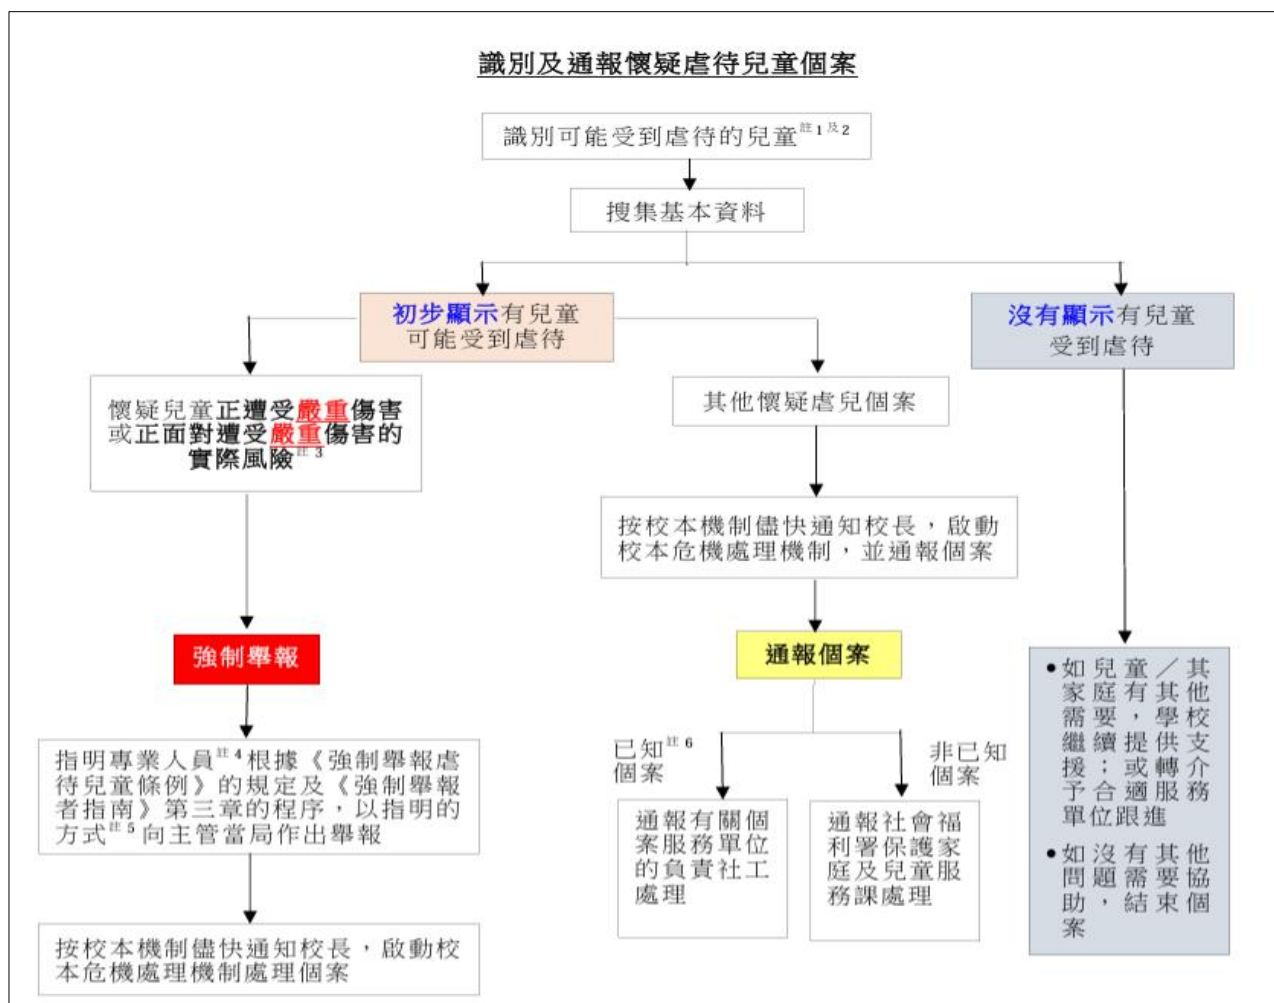 識別及通報懷疑虐待兒童個案
識別可能受到虐待的兒童註1及2
搜集基本資料
初步顯示有兒童
可能受到虐待
沒有顯示有兒童
受到虐待
懷疑兒童正遭受嚴重傷害
或正面對遭受嚴重傷害的
實際風險註3
其他懷疑虐兒個案
按校本機制儘快通知校長，啟動
校本危機處理機制，並通報個案
強制舉報
通報個案
指明專業人員註4根據《強制舉報虐
待兒童條例》的規定及《強制舉報
者指南》第三章的程序，以指明的
方式註5向主管當局作出舉報
按校本機制儘快通知校長，啟動校
本危機處理機制處理個案
已知註6
個案
非已知
個案
通報有關個
案服務單位
的負責社工
處理
通報社會福
利署保護家
庭及兒童服
務課處理
•如兒童／其
家庭有其他
需要，學校
繼續提供支
援；或轉介
予合適服務
單位跟進
•如沒有其他
問題需要協
助，結束個
案